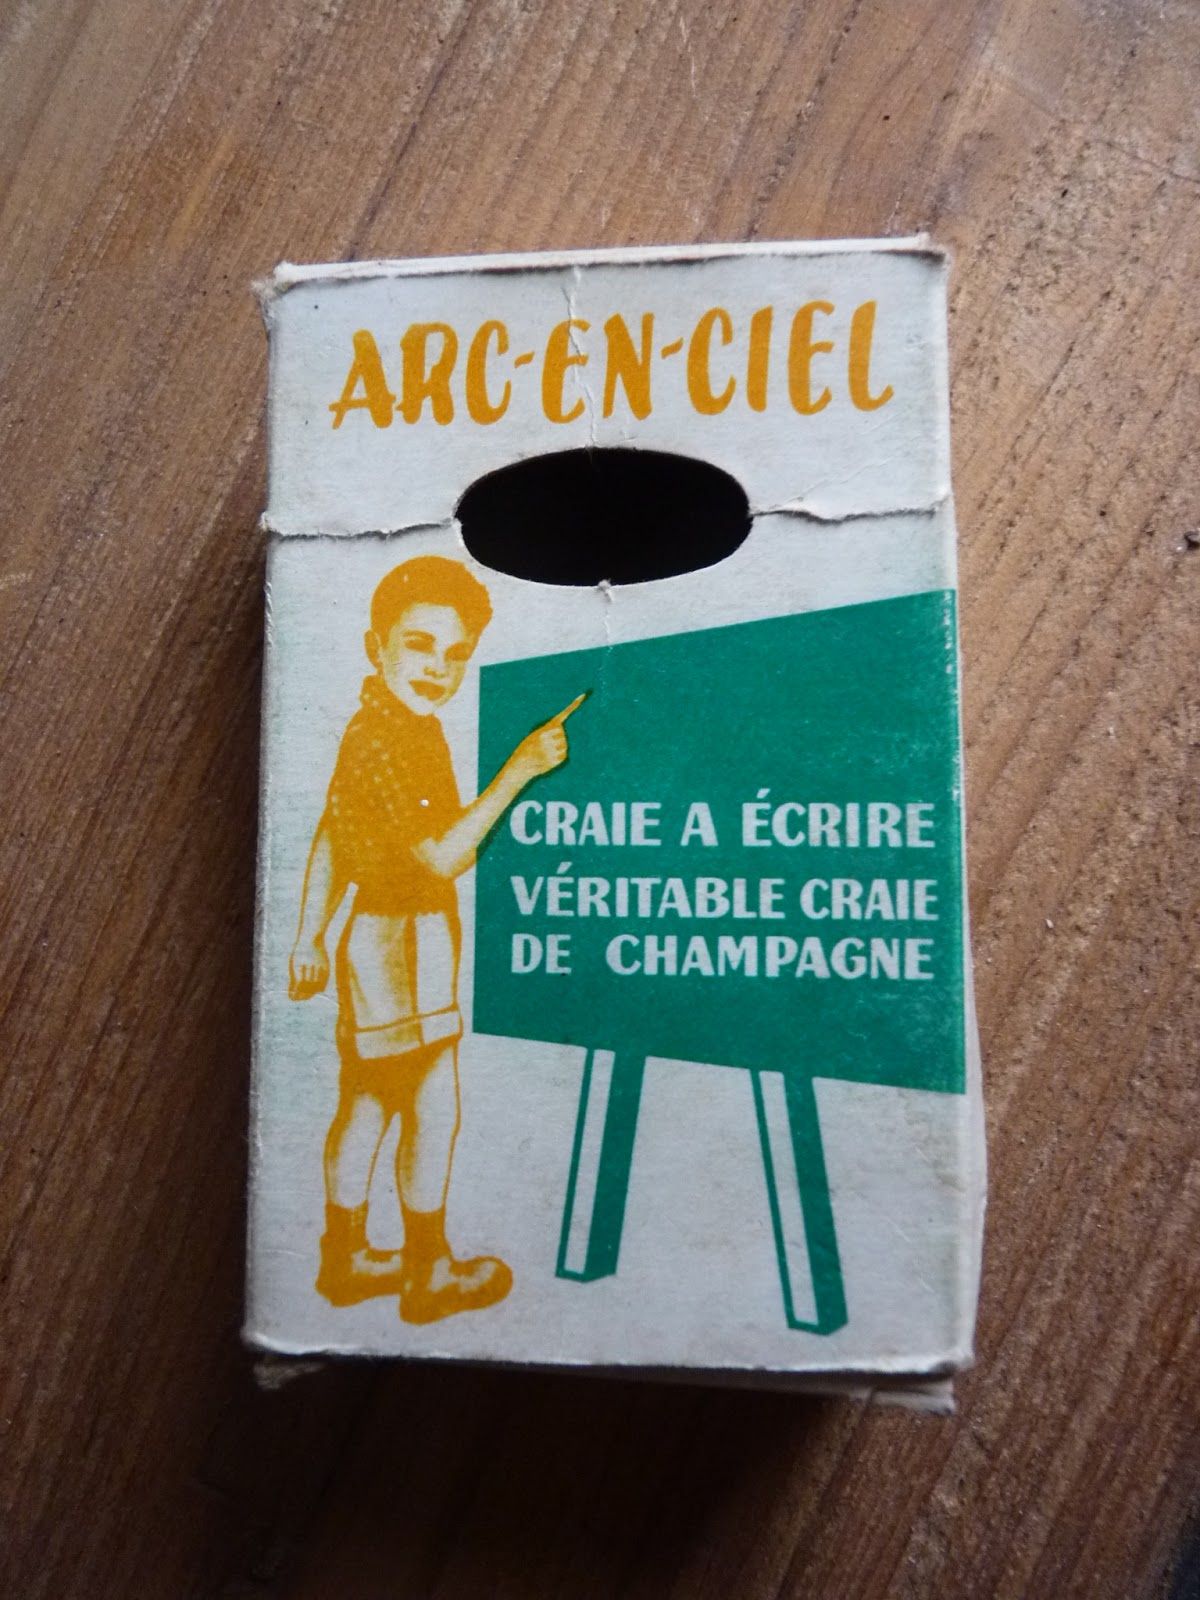 ARC-EN-CIEL
CRAIE A ÉCRIRE
VÉRITABLE CRAIE
DE CHAMPAGNE